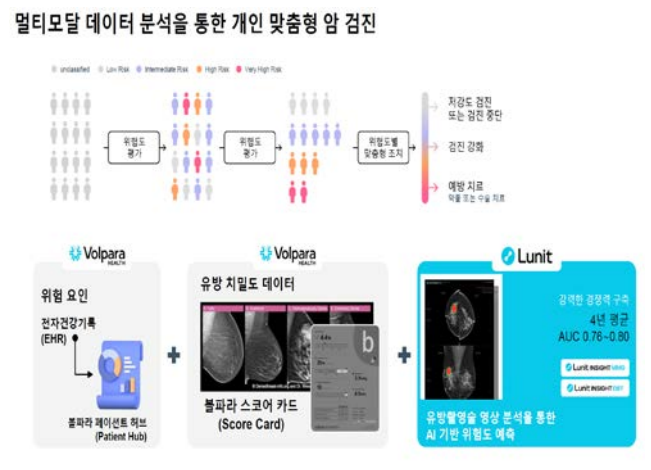 멀티모달 데이터 분석을 통한 개인 맞춤형 암 검진
unclassified Low Risk Intermediate Risk High Risk Very High Risk
위험도
평가
위험도
평가
위험도별
맞춤형 조치
저강도 검진
또는 검진 중단
검진 강화
예방 치료
약물 또는 수술 치료
Volpara
HEALTH
위험 요인
전자건강기록
(EHR)
볼파라 페이션트 허브
(Patient Hub)
+
Volpara
HEALTH
유방 치밀도 데이터
b
볼파라 스코어 카드
(Score Card)
+
Lunit
강력한 경쟁력 구축
4년 평균
AUC 0.76~0.80
Lunit INSIGHT MMG
Lunit INSIGHT DBT
유방촬영술 영상 분석을 통한
AI 기반 위험도 예측